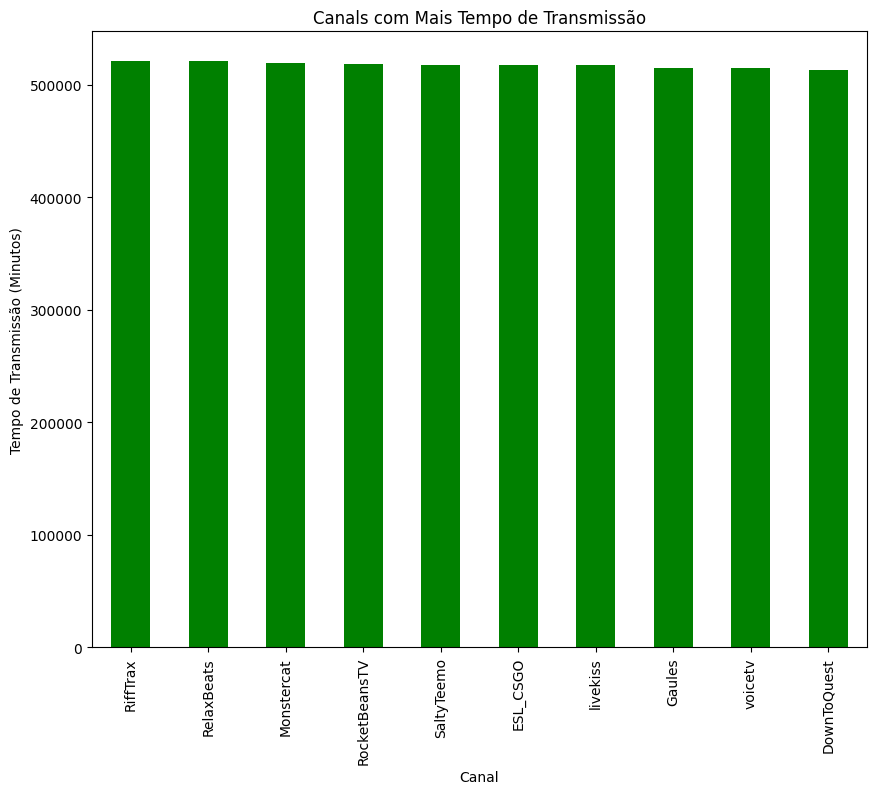 Canals com Mais Tempo de Transmissão
Tempo de Transmissão (Minutos)
500000
400000
300000
200000
100000
0
RiffTrax
RelaxBeats
Monstercat
RocketBeansTV
SaltyTeemo
ESL_CSGO
livekiss
Gaules
voicetv
DownToQuest
Canal